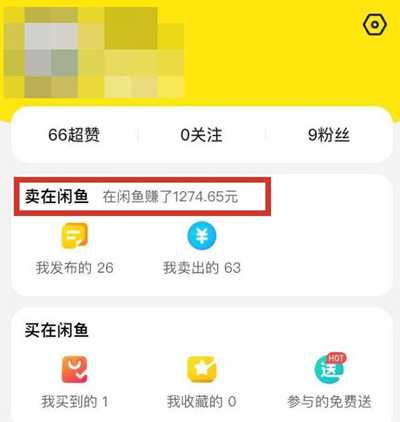 66超赞 0关注 9粉丝
卖在闲鱼 在闲鱼赚了1274.65元
我发布的 26 我卖出的 63
买在闲鱼
HOT
送
我买到的 1 我收藏的 0 参与的免费送